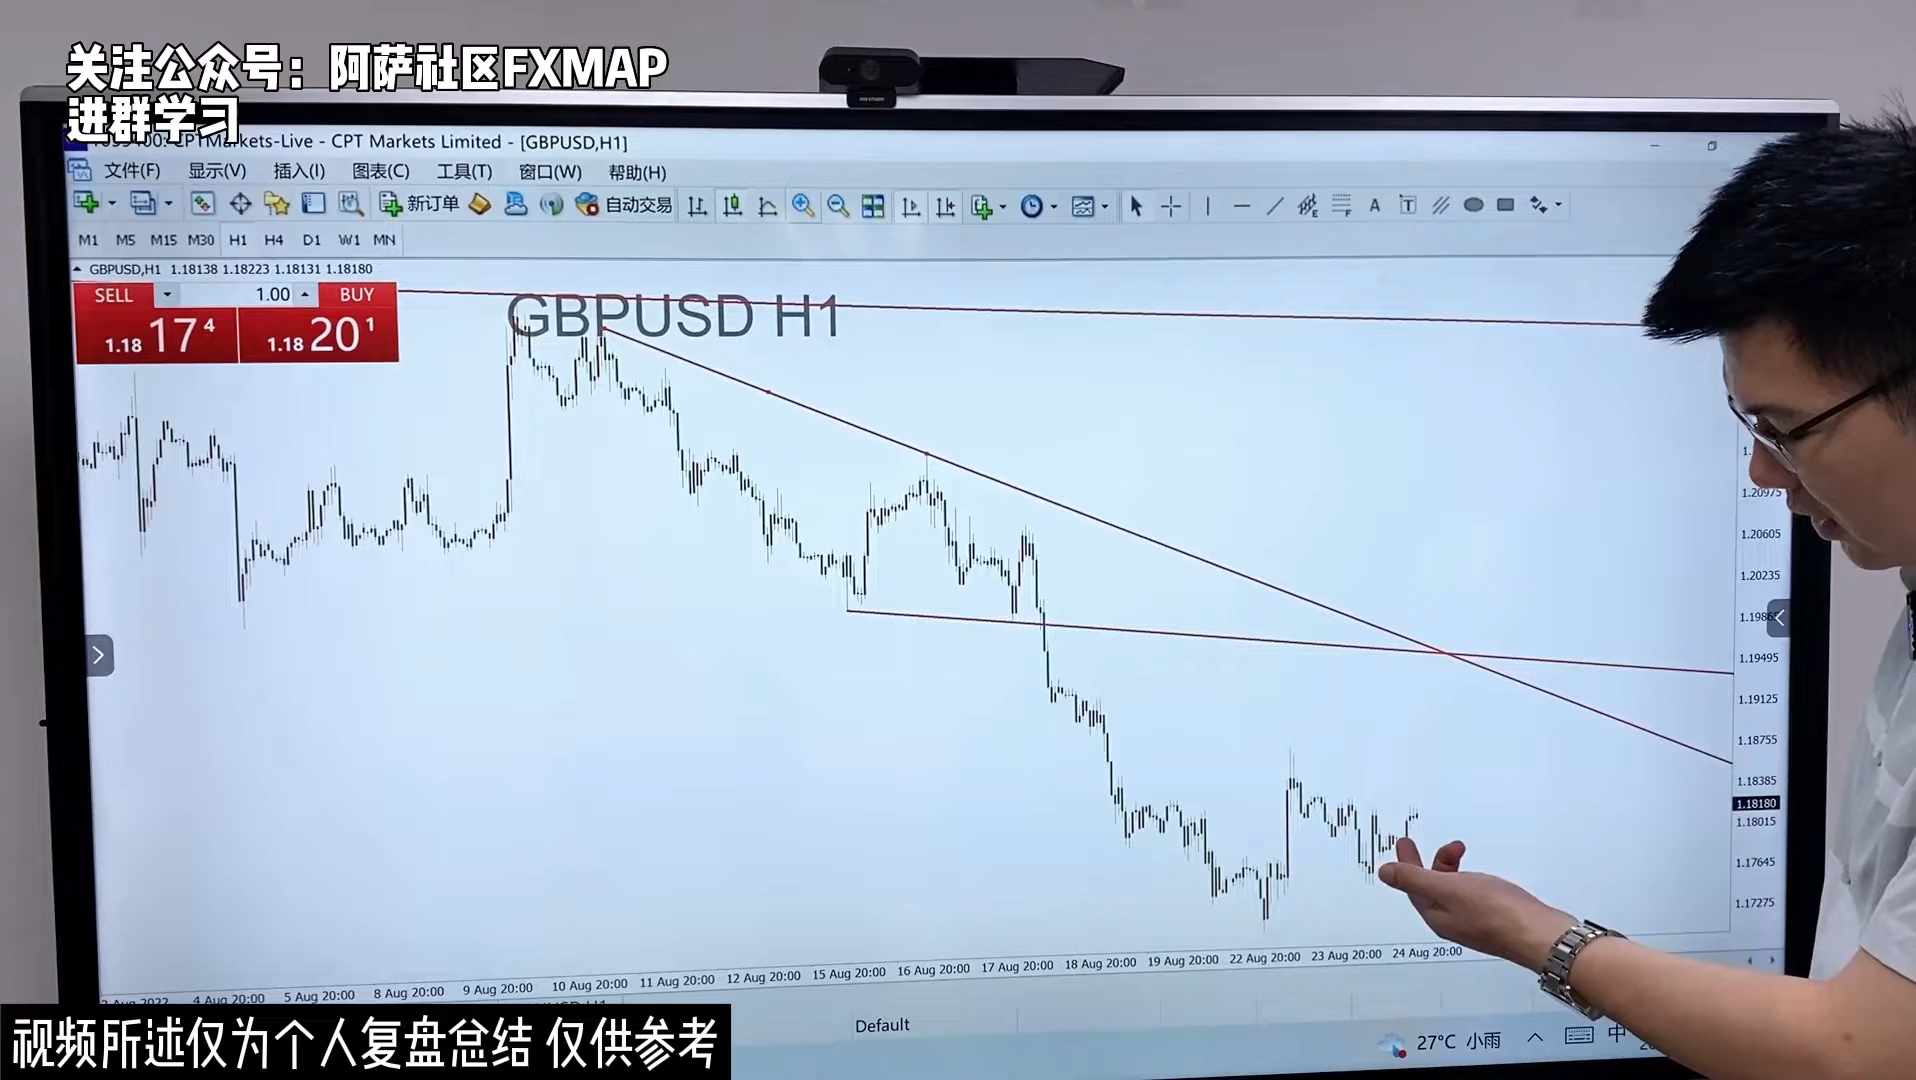 关注公众号：阿萨社区FXMAP
进群学习
CPTMarkets-Live - CPT Markets Limited - [GBPUSD,H1]
文件(F) 显示(V) 插入(I) 图表(C) 工具(T) 窗口(W) 帮助(H)
新订单 自动交易
M1 M5 M15 M30 H1 H4 D1 W1 MN
GBPUSD,H1 1.18138 1.18223 1.18131 1.18180
SELL 1.00 BUY
1.18 17 4 1.18 20 1
GBPUSD H1
1.20975
1.20605
1.20235
1.19865
1.19495
1.19125
1.18755
1.18385
1.18180
1.18015
1.17645
1.17275
4 Aug 20:00 5 Aug 20:00 8 Aug 20:00 9 Aug 20:00 10 Aug 20:00 11 Aug 20:00 12 Aug 20:00 15 Aug 20:00 16 Aug 20:00 17 Aug 20:00 18 Aug 20:00 19 Aug 20:00 22 Aug 20:00 23 Aug 20:00 24 Aug 20:00
Default
27°C 小雨 中
视频所述仅为个人复盘总结 仅供参考